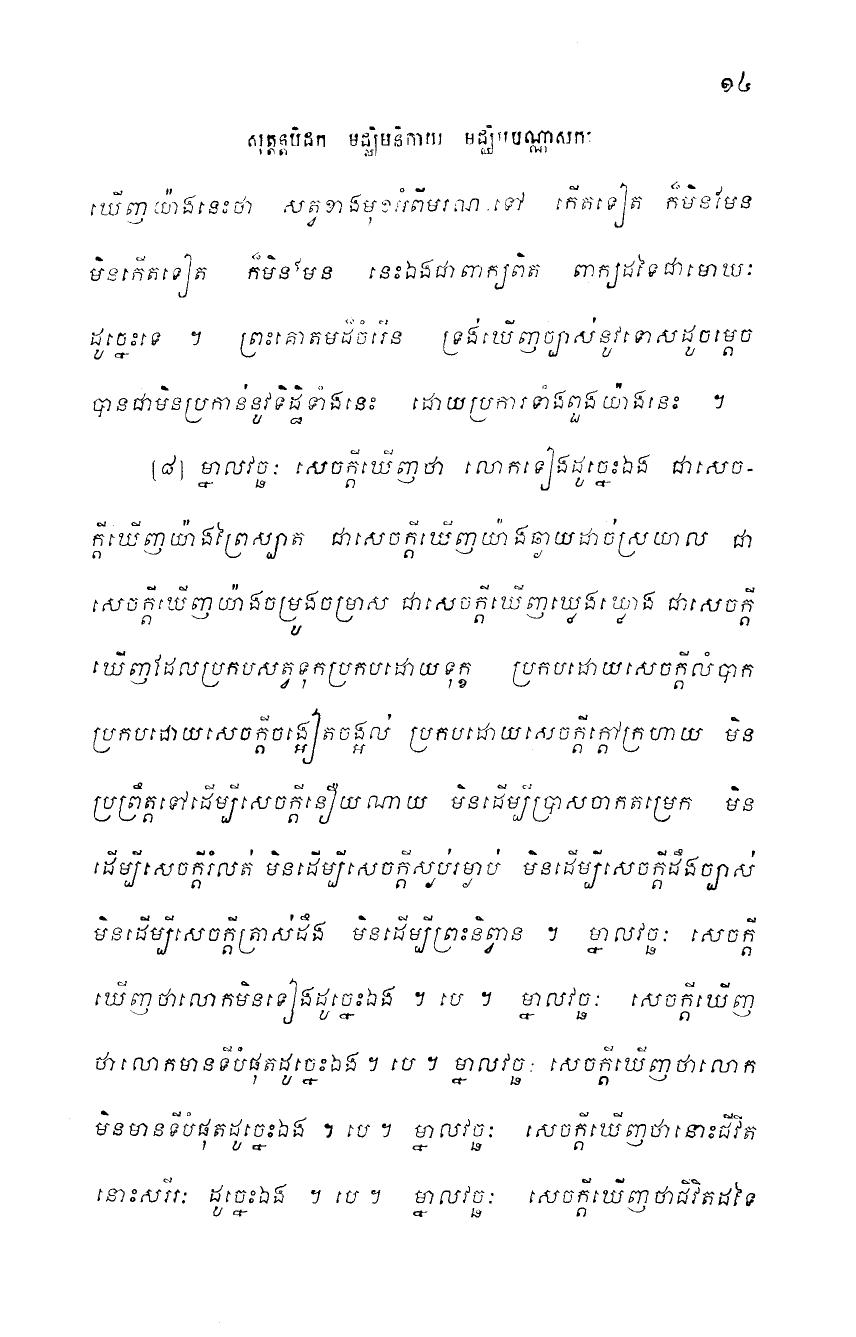 ១៤
សុត្តន្តបិដក មជ្ឈិមនិកាយ មជ្ឈិមបណ្ណាសកៈ
ឃើញយ៉ាងនេះថា សត្វខាងមុខអំពីមរណៈទៅ កើតទៀត ក៏មិនមែន
មិនកើតទៀត ក៏មិនមែន នេះឯងជាពាក្យពិត ពាក្យដទៃជាមោឃៈ
ដូច្នេះទេ ។ ព្រះគោតមដ៏ចំរើន ទ្រង់ឃើញច្បាស់នូវទោសដូចម្តេច
បានជាមិនប្រកាន់នូវទិដ្ឋិទាំងនេះ ដោយប្រការទាំងពួងយ៉ាងនេះ ។
[៨] ម្នាលវច្ឆៈ សេចក្តីឃើញថា លោកទៀងដូច្នេះឯង ជាសេច-
ក្តីឃើញយ៉ាងព្រៃស្បាត ជាសេចក្តីឃើញយ៉ាងឆ្ងាយដាច់ស្រយាល ជា
សេចក្តីឃើញយ៉ាងចម្រូងចម្រាស ជាសេចក្តីឃើញឃ្លេងឃ្លោង ជាសេចក្តី
ឃើញដែលប្រកបសត្វទុកប្រកបដោយទុក្ខ ប្រកបដោយសេចក្តីលំបាក
ប្រកបដោយសេចក្តីចង្អៀតចង្អល់ ប្រកបដោយសេចក្តីក្តៅក្រហាយ មិន
ប្រព្រឹត្តទៅដើម្បីសេចក្តីនឿយណាយ មិនដើម្បីប្រាសចាកតម្រេក មិន
ដើម្បីសេចក្តីរំលត់ មិនដើម្បីសេចក្តីស្ងប់រម្ងាប់ មិនដើម្បីសេចក្តីដឹងច្បាស់
មិនដើម្បីសេចក្តីត្រាស់ដឹង មិនដើម្បីព្រះនិព្វាន ។ ម្នាលវច្ឆៈ សេចក្តី
ឃើញថាលោកមិនទៀងដូច្នេះឯង ។ បេ ។ ម្នាលវច្ឆៈ សេចក្តីឃើញ
ថាលោកមានទីបំផុតដូច្នេះឯង ។ បេ ។ ម្នាលវច្ឆៈ សេចក្តីឃើញថាលោក
មិនមានទីបំផុតដូច្នេះឯង ។ បេ ។ ម្នាលវច្ឆៈ សេចក្តីឃើញថានោះជីវិត
នោះសរីរៈ ដូច្នេះឯង ។ បេ ។ ម្នាលវច្ឆៈ សេចក្តីឃើញថាជីវិតដទៃ